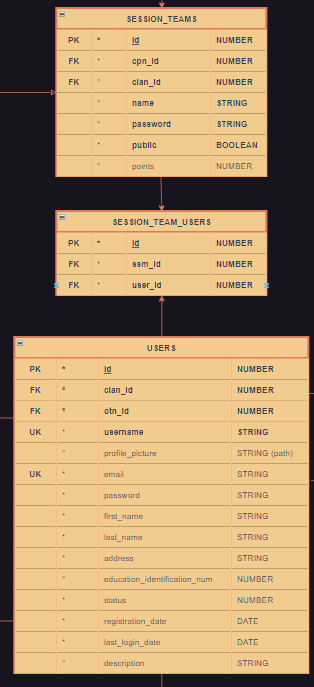 SESSION_TEAMS
PK * id NUMBER
FK * cpn_id NUMBER
FK ° clan_id NUMBER
* name STRING
° password STRING
* public BOOLEAN
* points NUMBER
SESSION_TEAM_USERS
PK * id NUMBER
FK * ssm_id NUMBER
FK * user_id NUMBER
USERS
PK * id NUMBER
FK ° clan_id NUMBER
FK ° otn_id NUMBER
UK * username STRING
° profile_picture STRING (path)
UK * email STRING
* password STRING
* first_name STRING
* last_name STRING
* address STRING
° education_identification_num NUMBER
* status NUMBER
* registration_date DATE
* last_login_date DATE
° description STRING